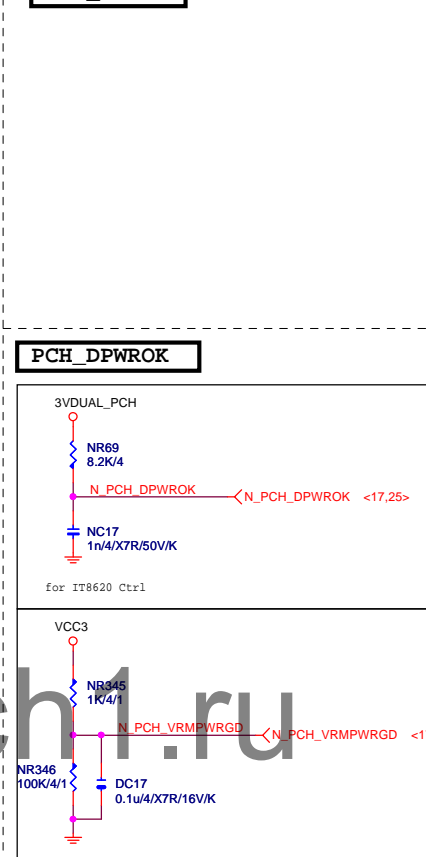 PCH_DPWROK
3VDUAL_PCH
NR69
8.2K/4
N_PCH_DPWROK
N_PCH_DPWROK <17,25>
NC17
1n/4/X7R/50V/K
for IT8620 Ctrl
VCC3
NR345
1K/4/1
N_PCH_VRMPWRGD
N_PCH_VRMPWRGD
NR346
100K/4/1
DC17
0.1u/4/X7R/16V/K
ch1.ru